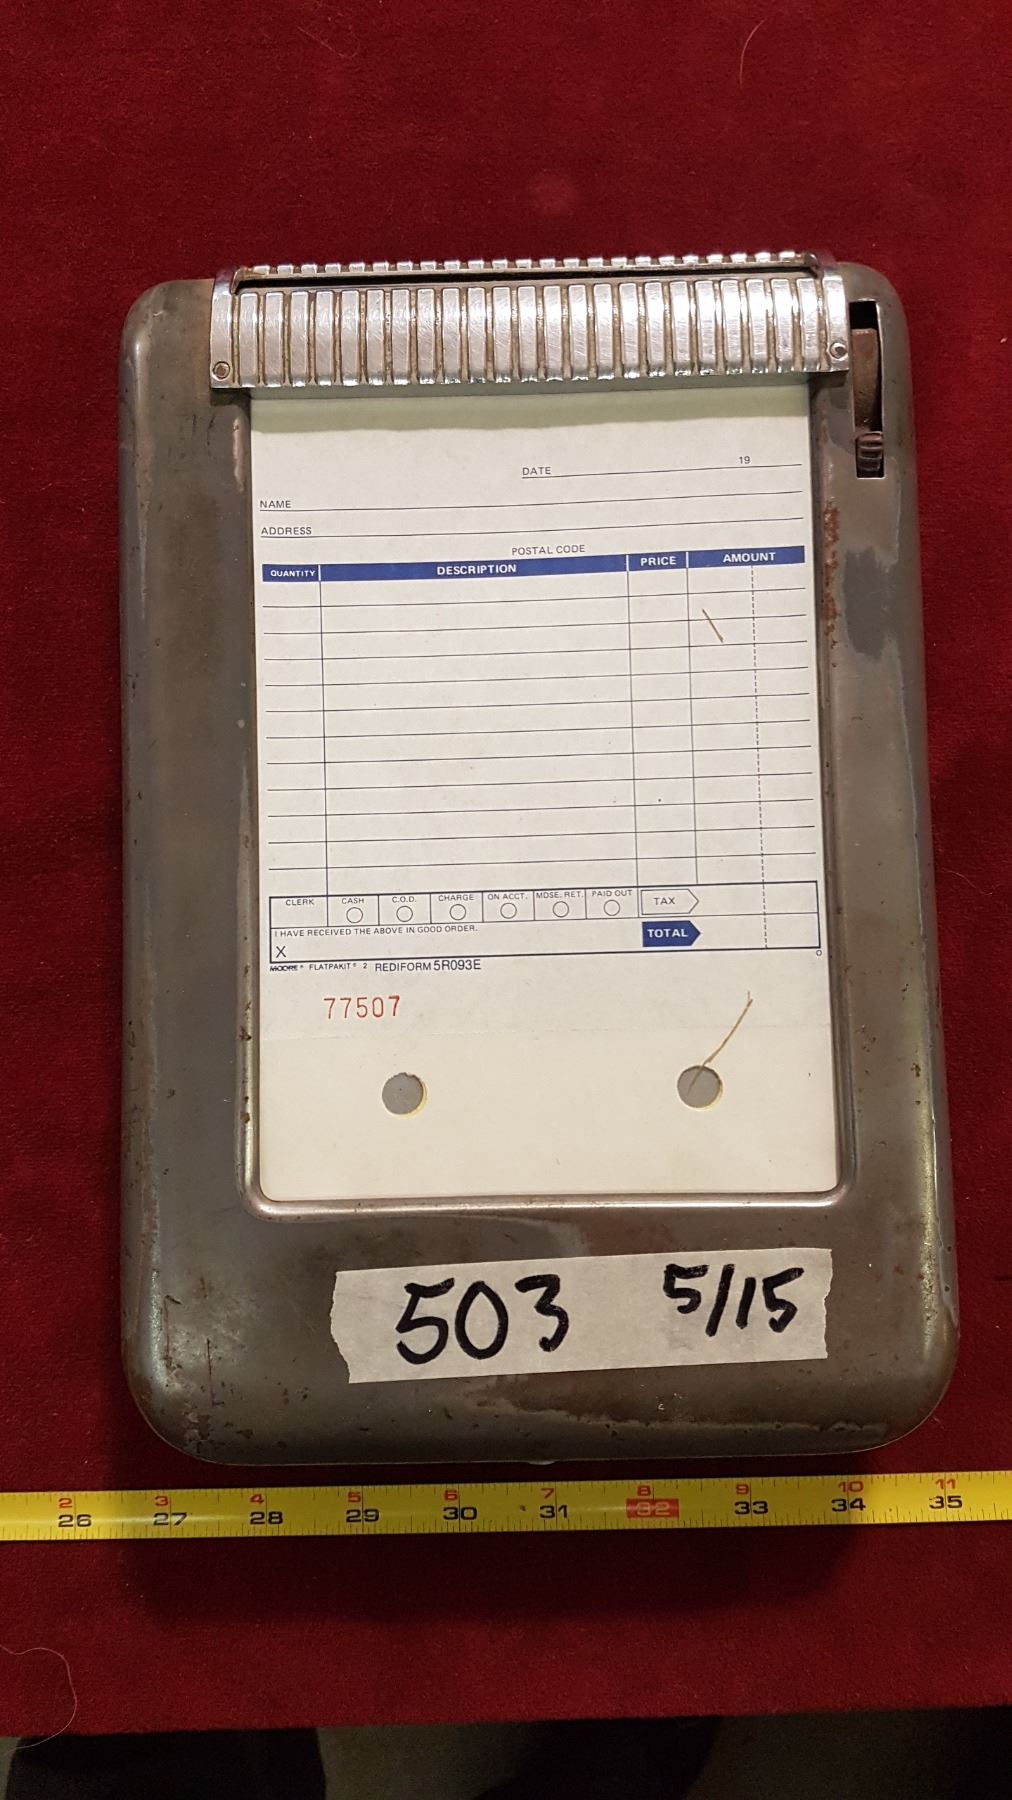 DATE 19
NAME
ADDRESS
POSTAL CODE
QUANTITY DESCRIPTION PRICE AMOUNT
CLERK CASH C.O.D. CHARGE ON ACCT. MDSE. RET. PAID OUT TAX
I HAVE RECEIVED THE ABOVE IN GOOD ORDER.
TOTAL
X
MOORE® FLATPAKIT® 2 REDIFORM 5R093E
77507
503 5/15
2 3 4 5 6 7 8 9 10 11
26 27 28 29 30 31 32 33 34 35